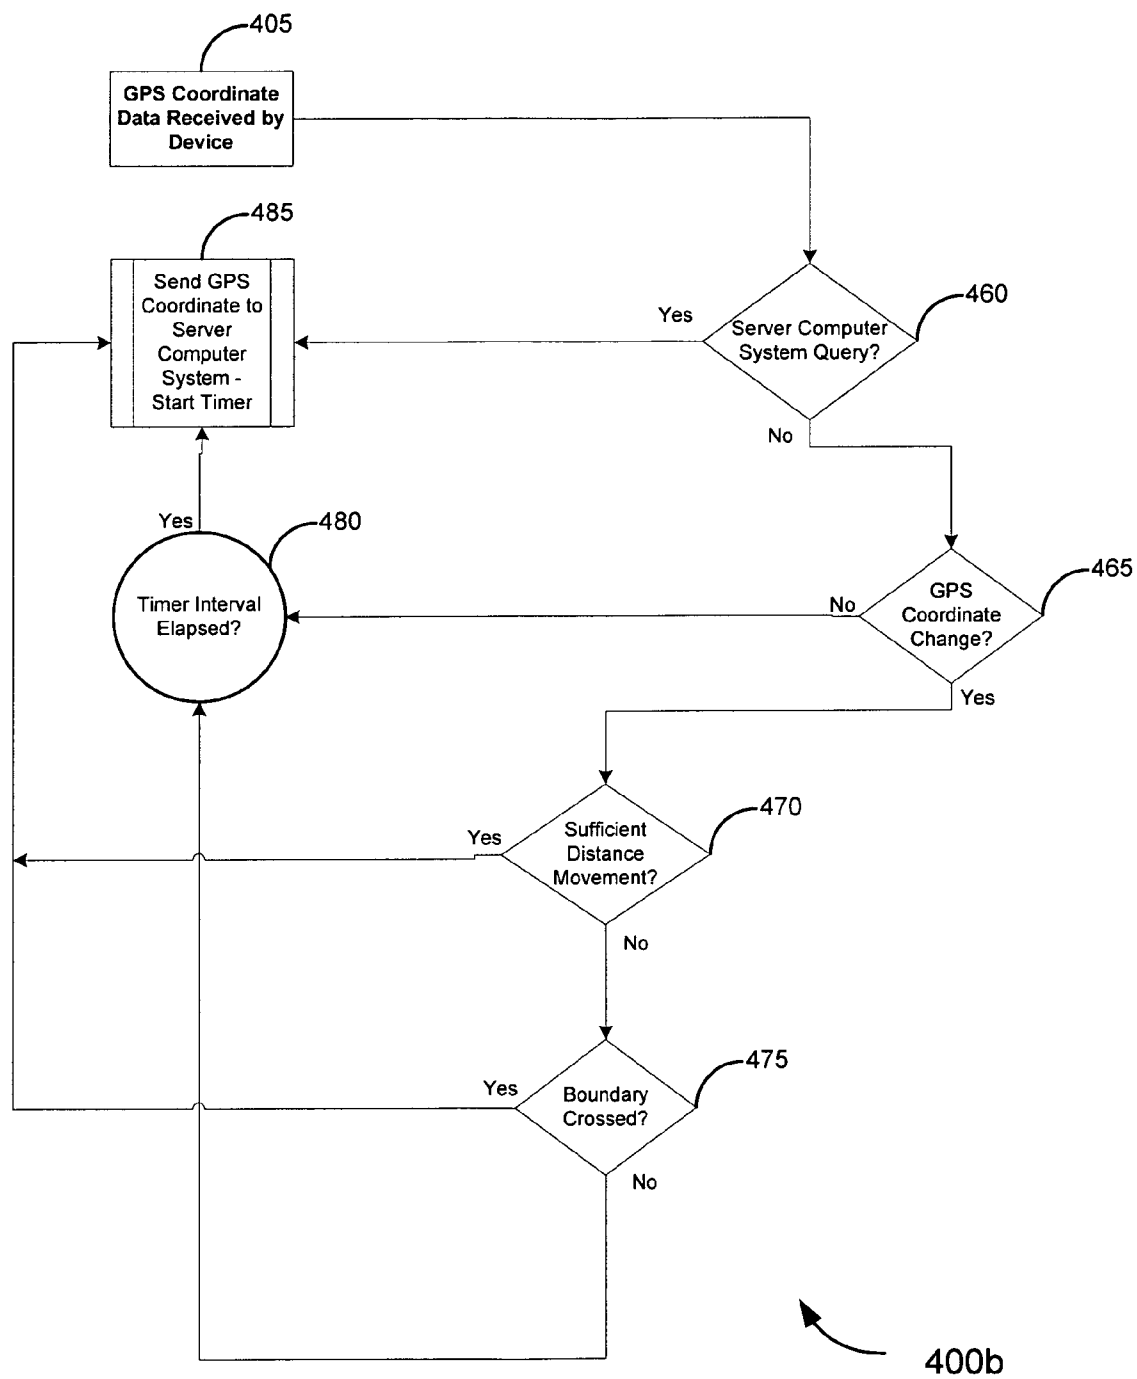 405
GPS Coordinate
Data Received by
Device
485
Send GPS
Coordinate to
Server
Computer
System -
Start Timer
Yes
Server Computer
System Query?
460
No
Yes
480
Timer Interval
Elapsed?
No
GPS
Coordinate
Change?
465
Yes
Yes
Sufficient
Distance
Movement?
470
No
Yes
Boundary
Crossed?
475
No
400b